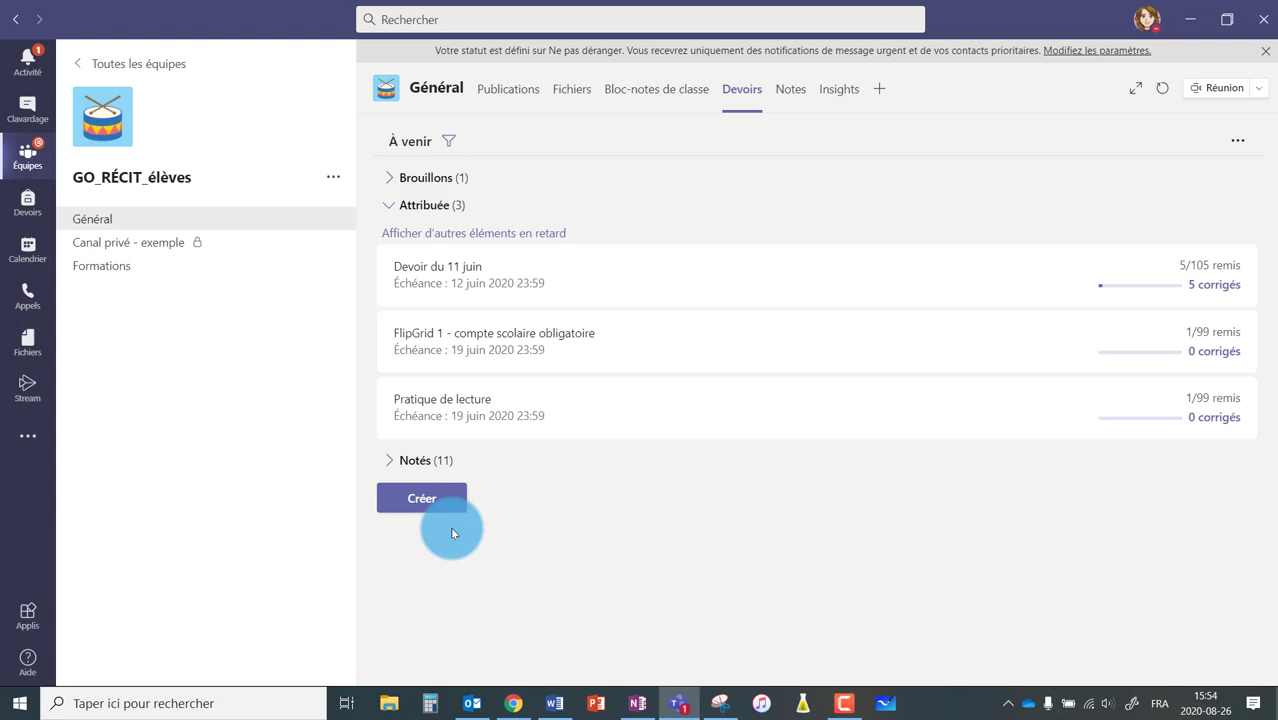 Rechercher
Votre statut est défini sur Ne pas déranger. Vous recevrez uniquement des notifications de message urgent et de vos contacts prioritaires. Modifiez les paramètres.
1
Activité
Clavardage
@
Équipes
Devoirs
Calendrier
Appels
Fichiers
Stream
Applis
Aide
Toutes les équipes
GO_RÉCIT_élèves
Général
Canal privé - exemple
Formations
Général Publications Fichiers Bloc-notes de classe Devoirs Notes Insights
Réunion
À venir
Brouillons (1)
Attribuée (3)
Afficher d'autres éléments en retard
Devoir du 11 juin
Échéance : 12 juin 2020 23:59
5/105 remis
5 corrigés
FlipGrid 1 - compte scolaire obligatoire
Échéance : 19 juin 2020 23:59
1/99 remis
0 corrigés
Pratique de lecture
Échéance : 19 juin 2020 23:59
1/99 remis
0 corrigés
Notés (11)
Créer
Taper ici pour rechercher
1
FRA
15:54
2020-08-26